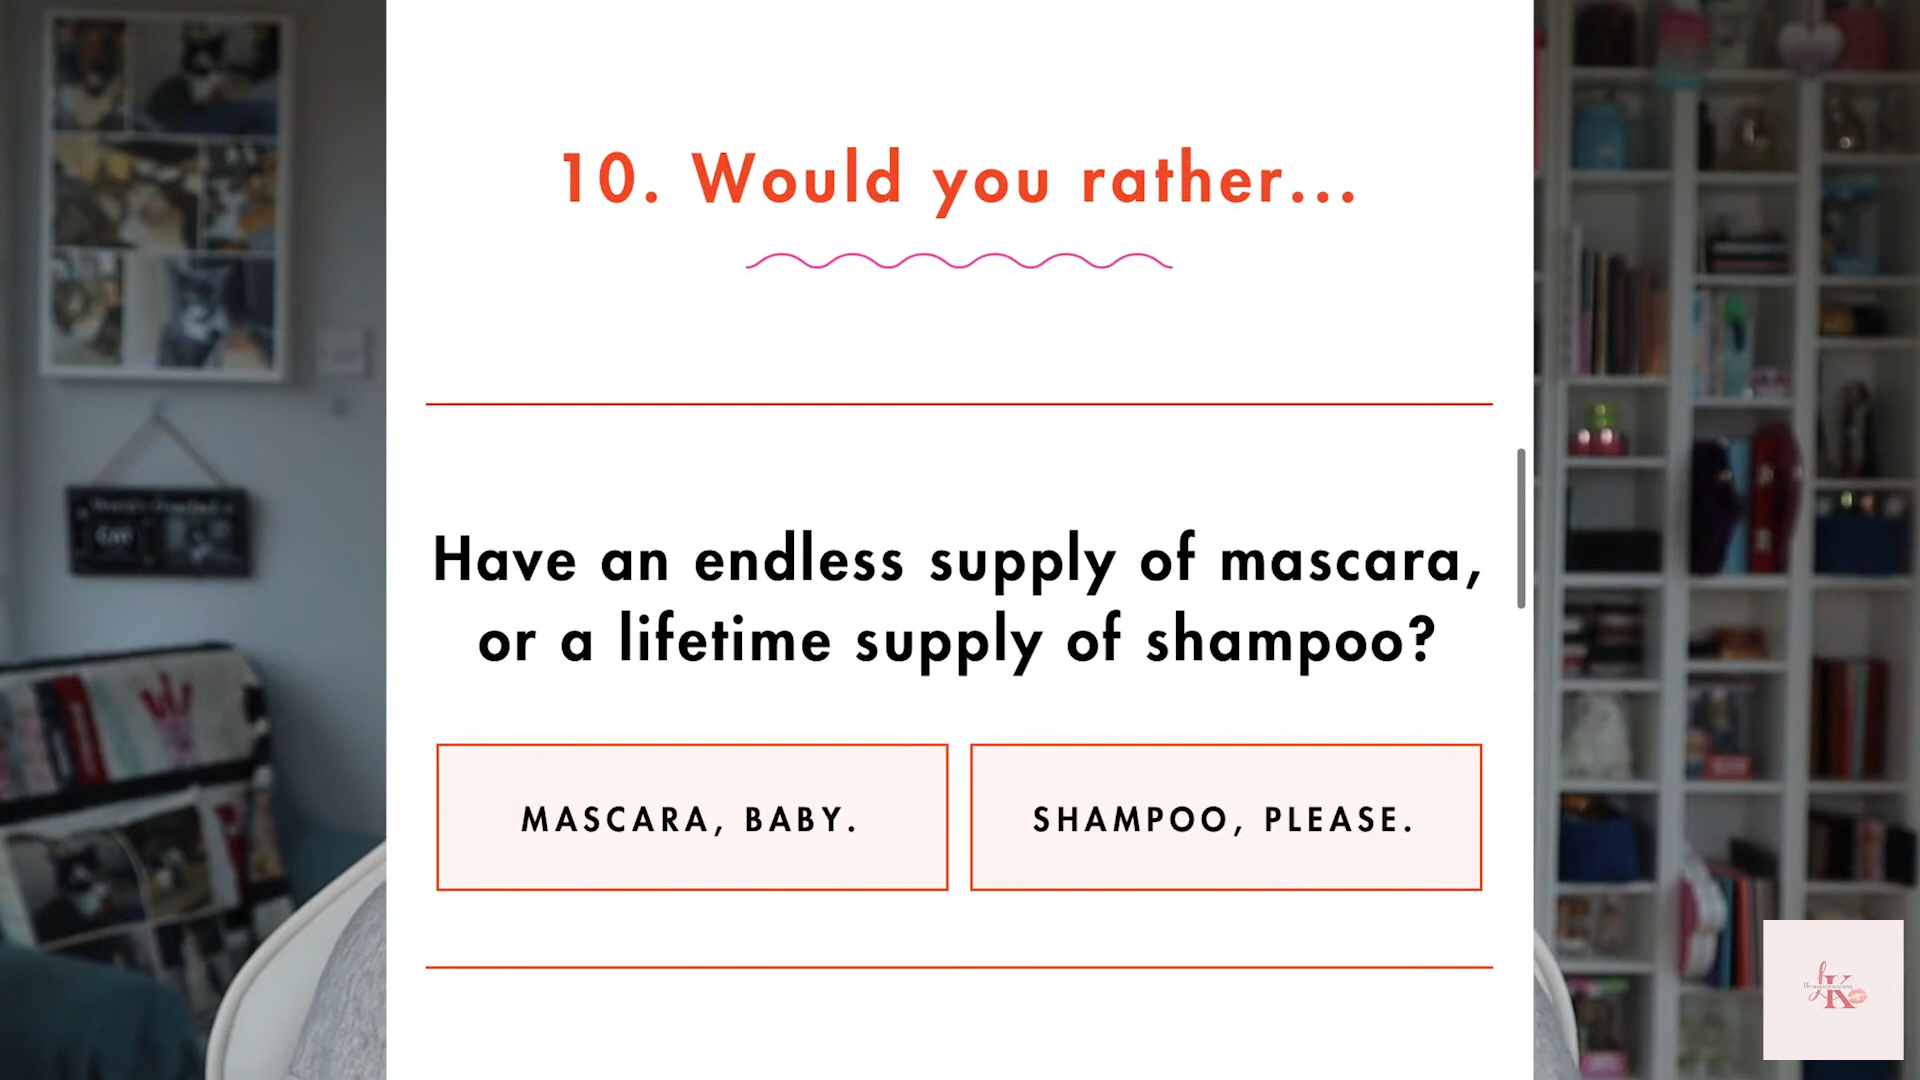 10. Would you rather...
Have an endless supply of mascara,
or a lifetime supply of shampoo?
MASCARA, BABY.
SHAMPOO, PLEASE.
CAT
K